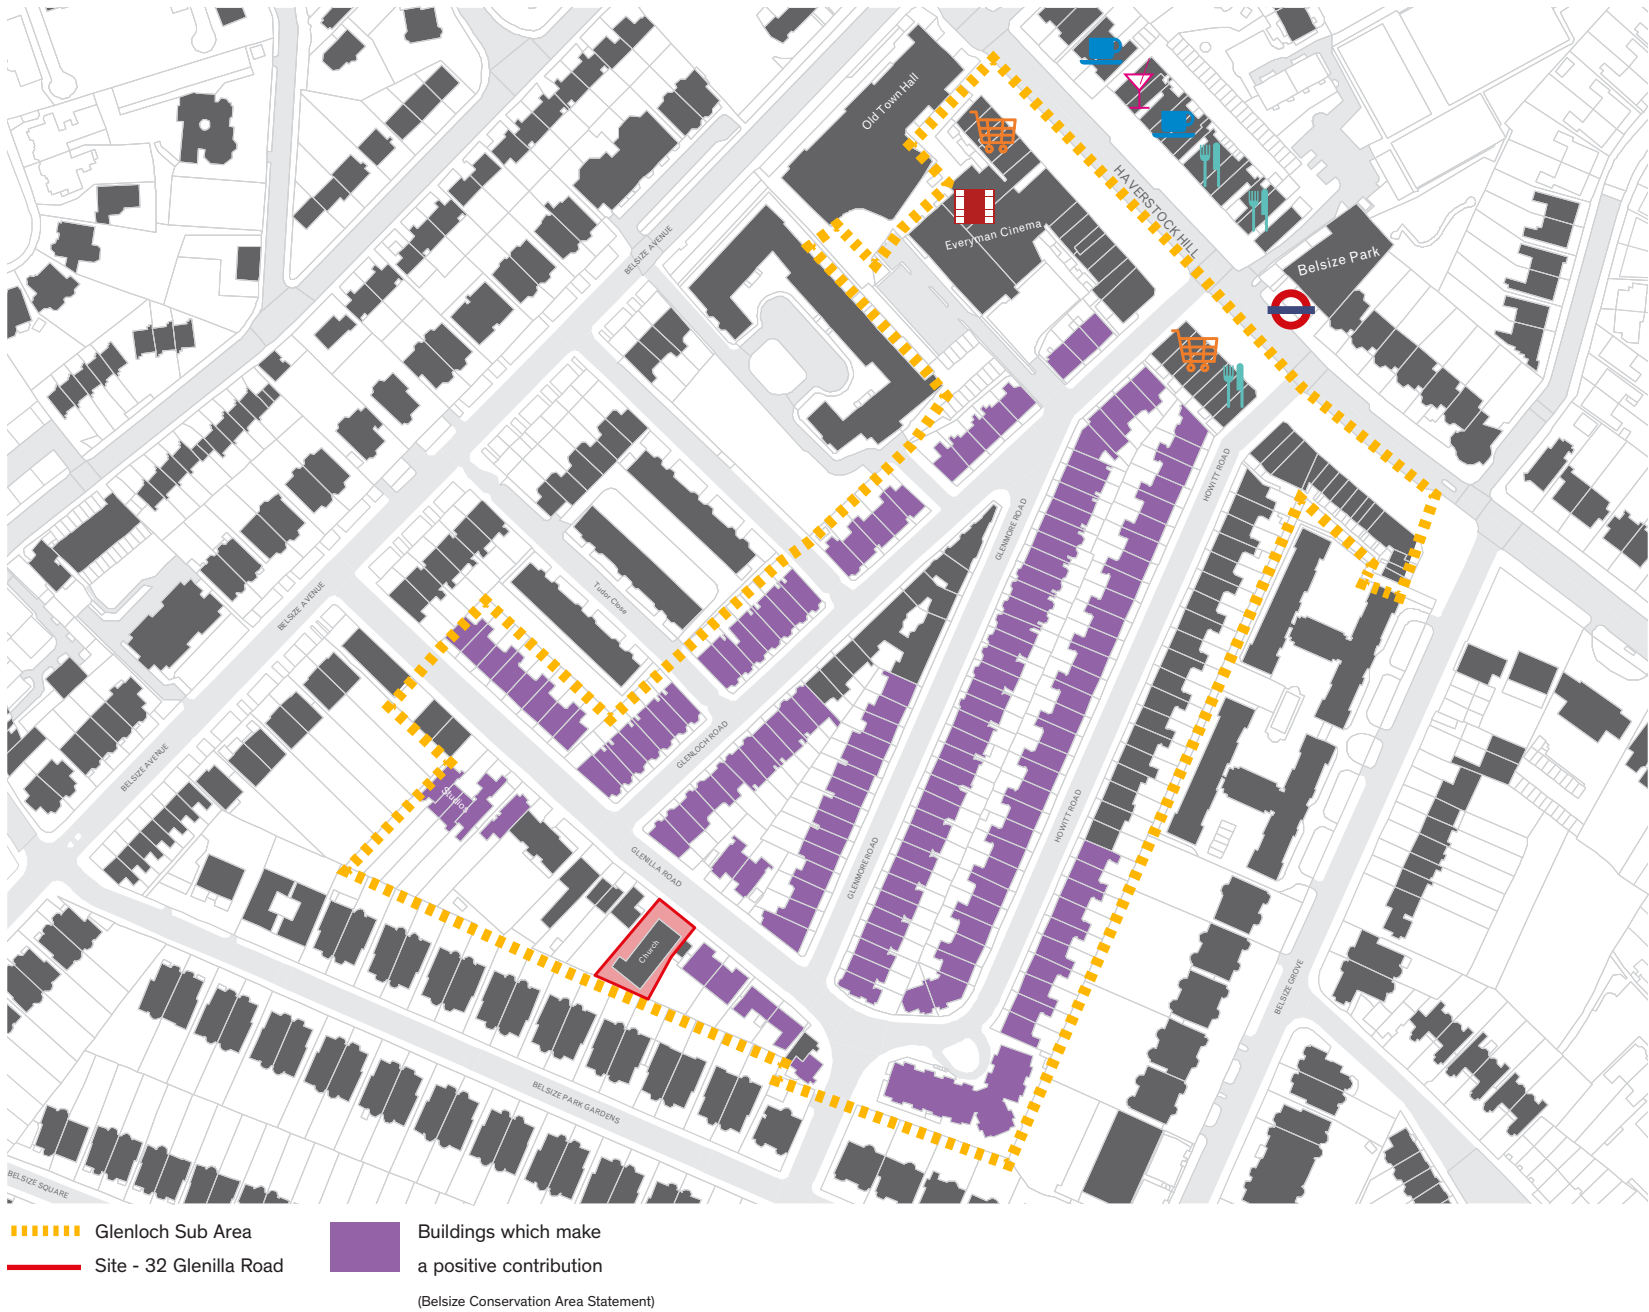 Old Town Hall
HAVERSTOCK HILL
Everyman Cinema
Belsize Park
BELSIZE AVENUE
HOWITT ROAD
GLENMORE ROAD
Tudor Close
BELSIZE AVENUE
GLENLOCH ROAD
BELSIZE AVENUE
Studios
HOWITT ROAD
GLENILLA ROAD
GLENMORE ROAD
Church
BELSIZE GROVE
BELSIZE PARK GARDENS
BELSIZE SQUARE
Glenloch Sub Area
Site - 32 Glenilla Road
Buildings which make
a positive contribution
(Belsize Conservation Area Statement)